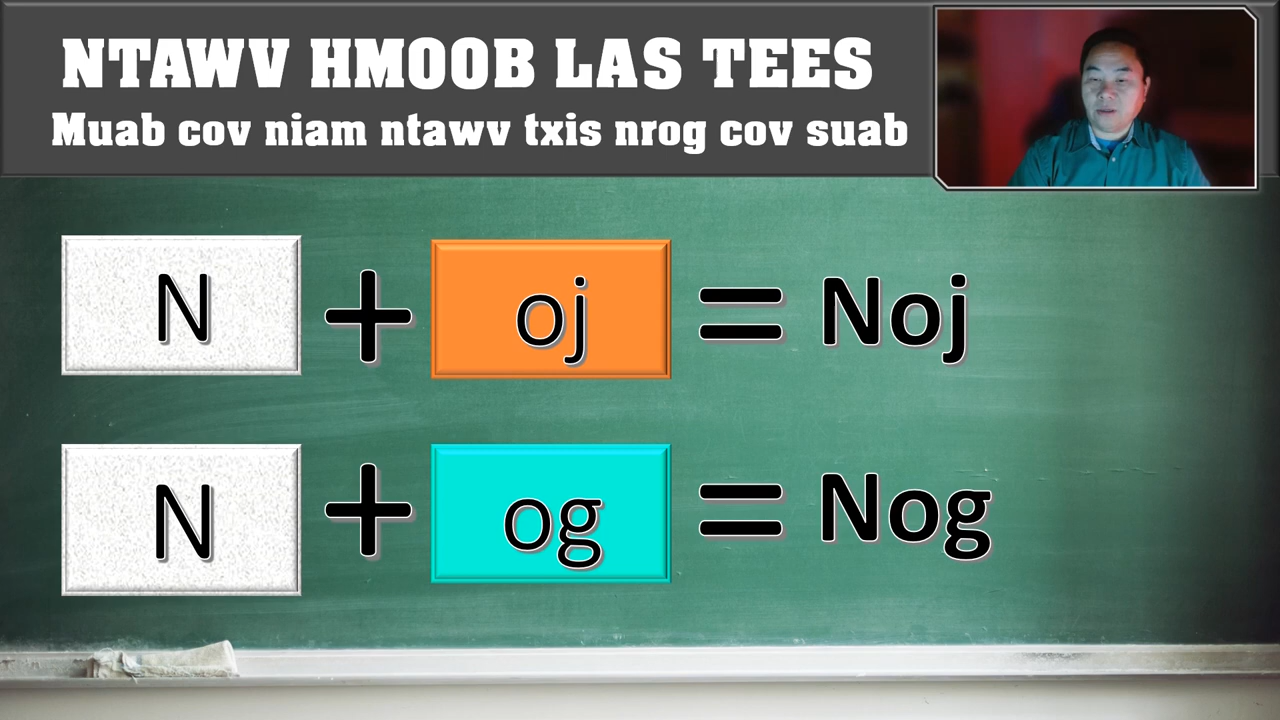 NTAWV HMOOB LAS TEES
Muab cov niam ntawv txis nrog cov suab
N + oj = Noj
N + og = Nog